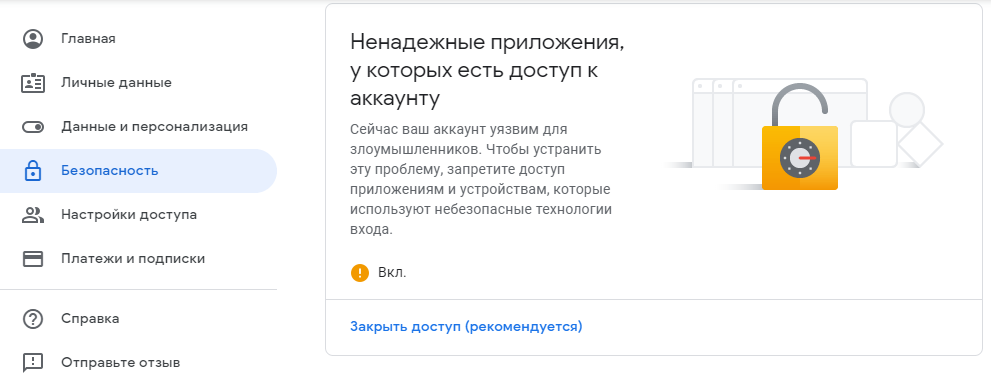 Главная
Личные данные
Данные и персонализация
Безопасность
Настройки доступа
Платежи и подписки
Справка
Отправьте отзыв
Ненадежные приложения,
у которых есть доступ к
аккаунту
Сейчас ваш аккаунт уязвим для
злоумышленников. Чтобы устранить
эту проблему, запретите доступ
приложениям и устройствам, которые
используют небезопасные технологии
входа.
Вкл.
Закрыть доступ (рекомендуется)